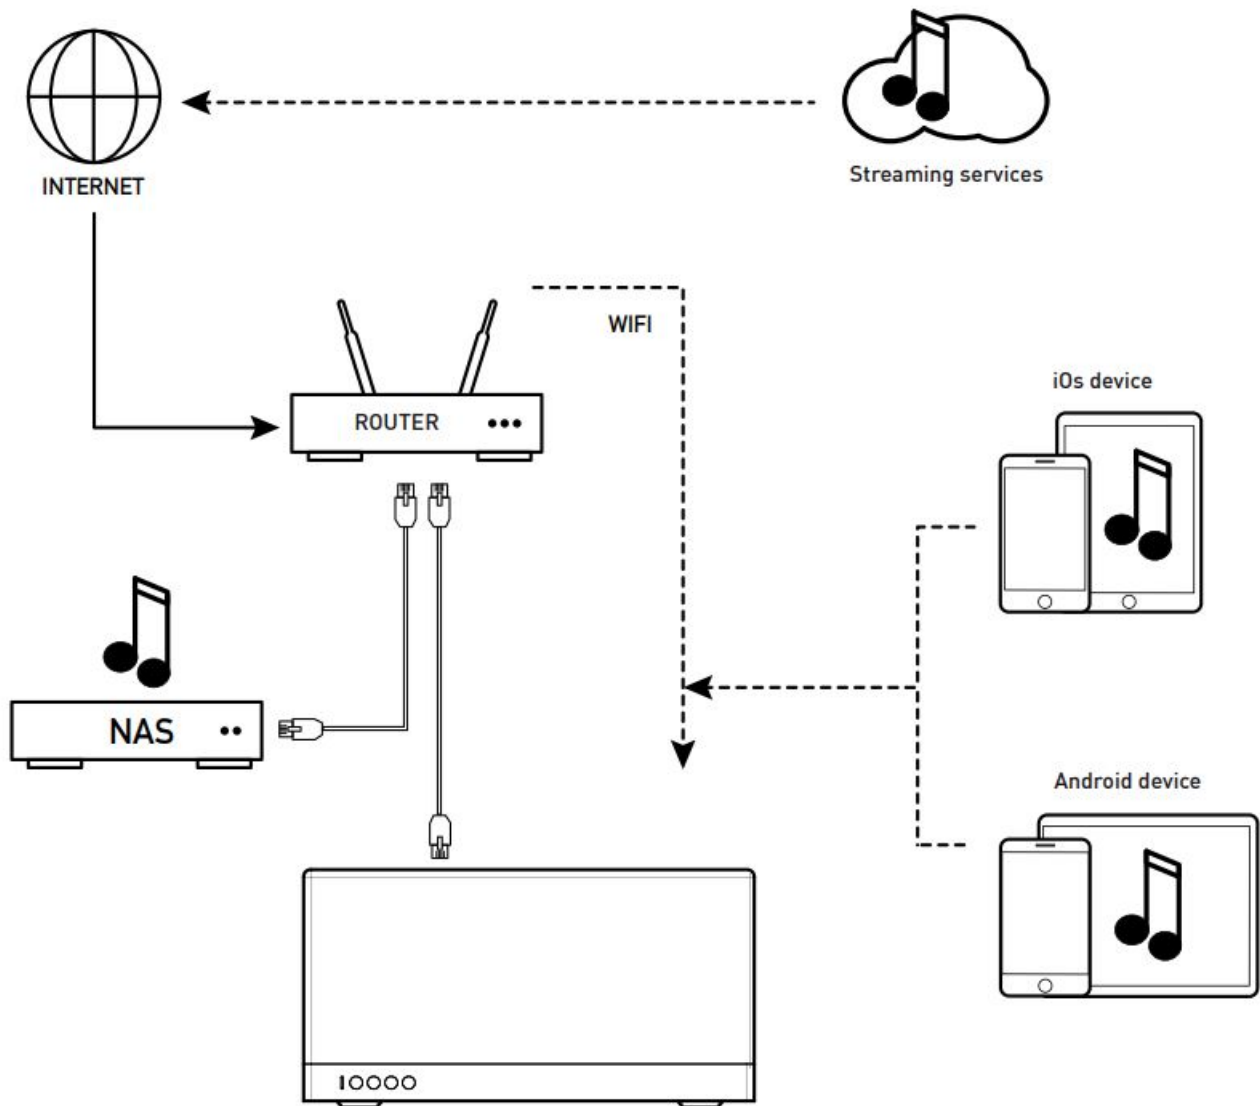 Streaming services
INTERNET
WIFI
iOs device
ROUTER
NAS
Android device